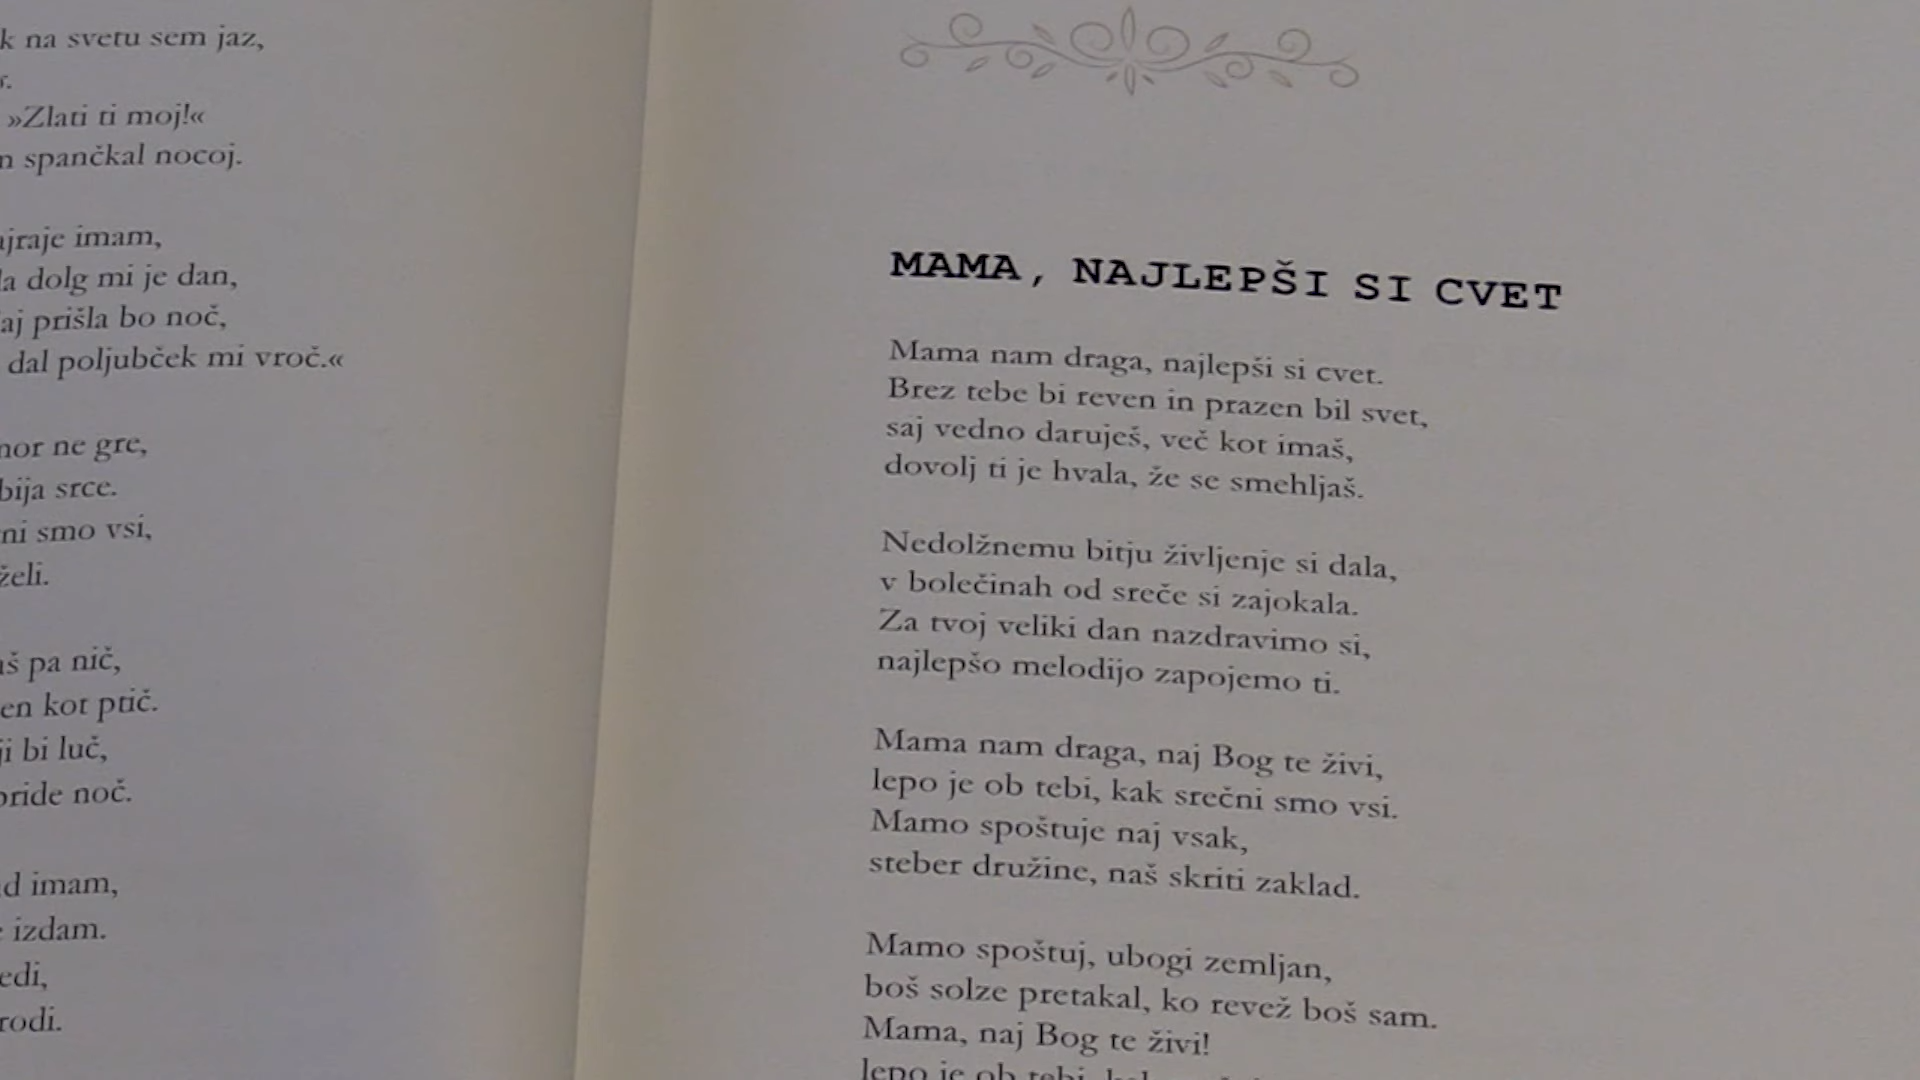 k na svetu sem jaz,
»Zlati ti moj!«
spančkal nocoj.
ajraje imam,
la dolg mi je dan,
aj prišla bo noč,
dal poljubček mi vroč.«
mor ne gre,
bija srce.
ni smo vsi,
želi.
aš pa nič,
en kot ptič.
ji bi luč,
pride noč.
d imam,
izdam.
edi,
rodi.
MAMA, NAJLEPŠI SI CVET
Mama nam draga, najlepši si cvet.
Brez tebe bi reven in prazen bil svet,
saj vedno daruješ, več kot imaš,
dovolj ti je hvala, že se smehljaš.
Nedolžnemu bitju življenje si dala,
v bolečinah od sreče si zajokala.
Za tvoj veliki dan nazdravimo si,
najlepšo melodijo zapojemo ti.
Mama nam draga, naj Bog te živi,
lepo je ob tebi, kak srečni smo vsi.
Mamo spoštuje naj vsak,
steber družine, naš skriti zaklad.
Mamo spoštuj, ubogi zemljan,
boš solze pretakal, ko revež boš sam.
Mama, naj Bog te živi!
lepo je ob tebi,